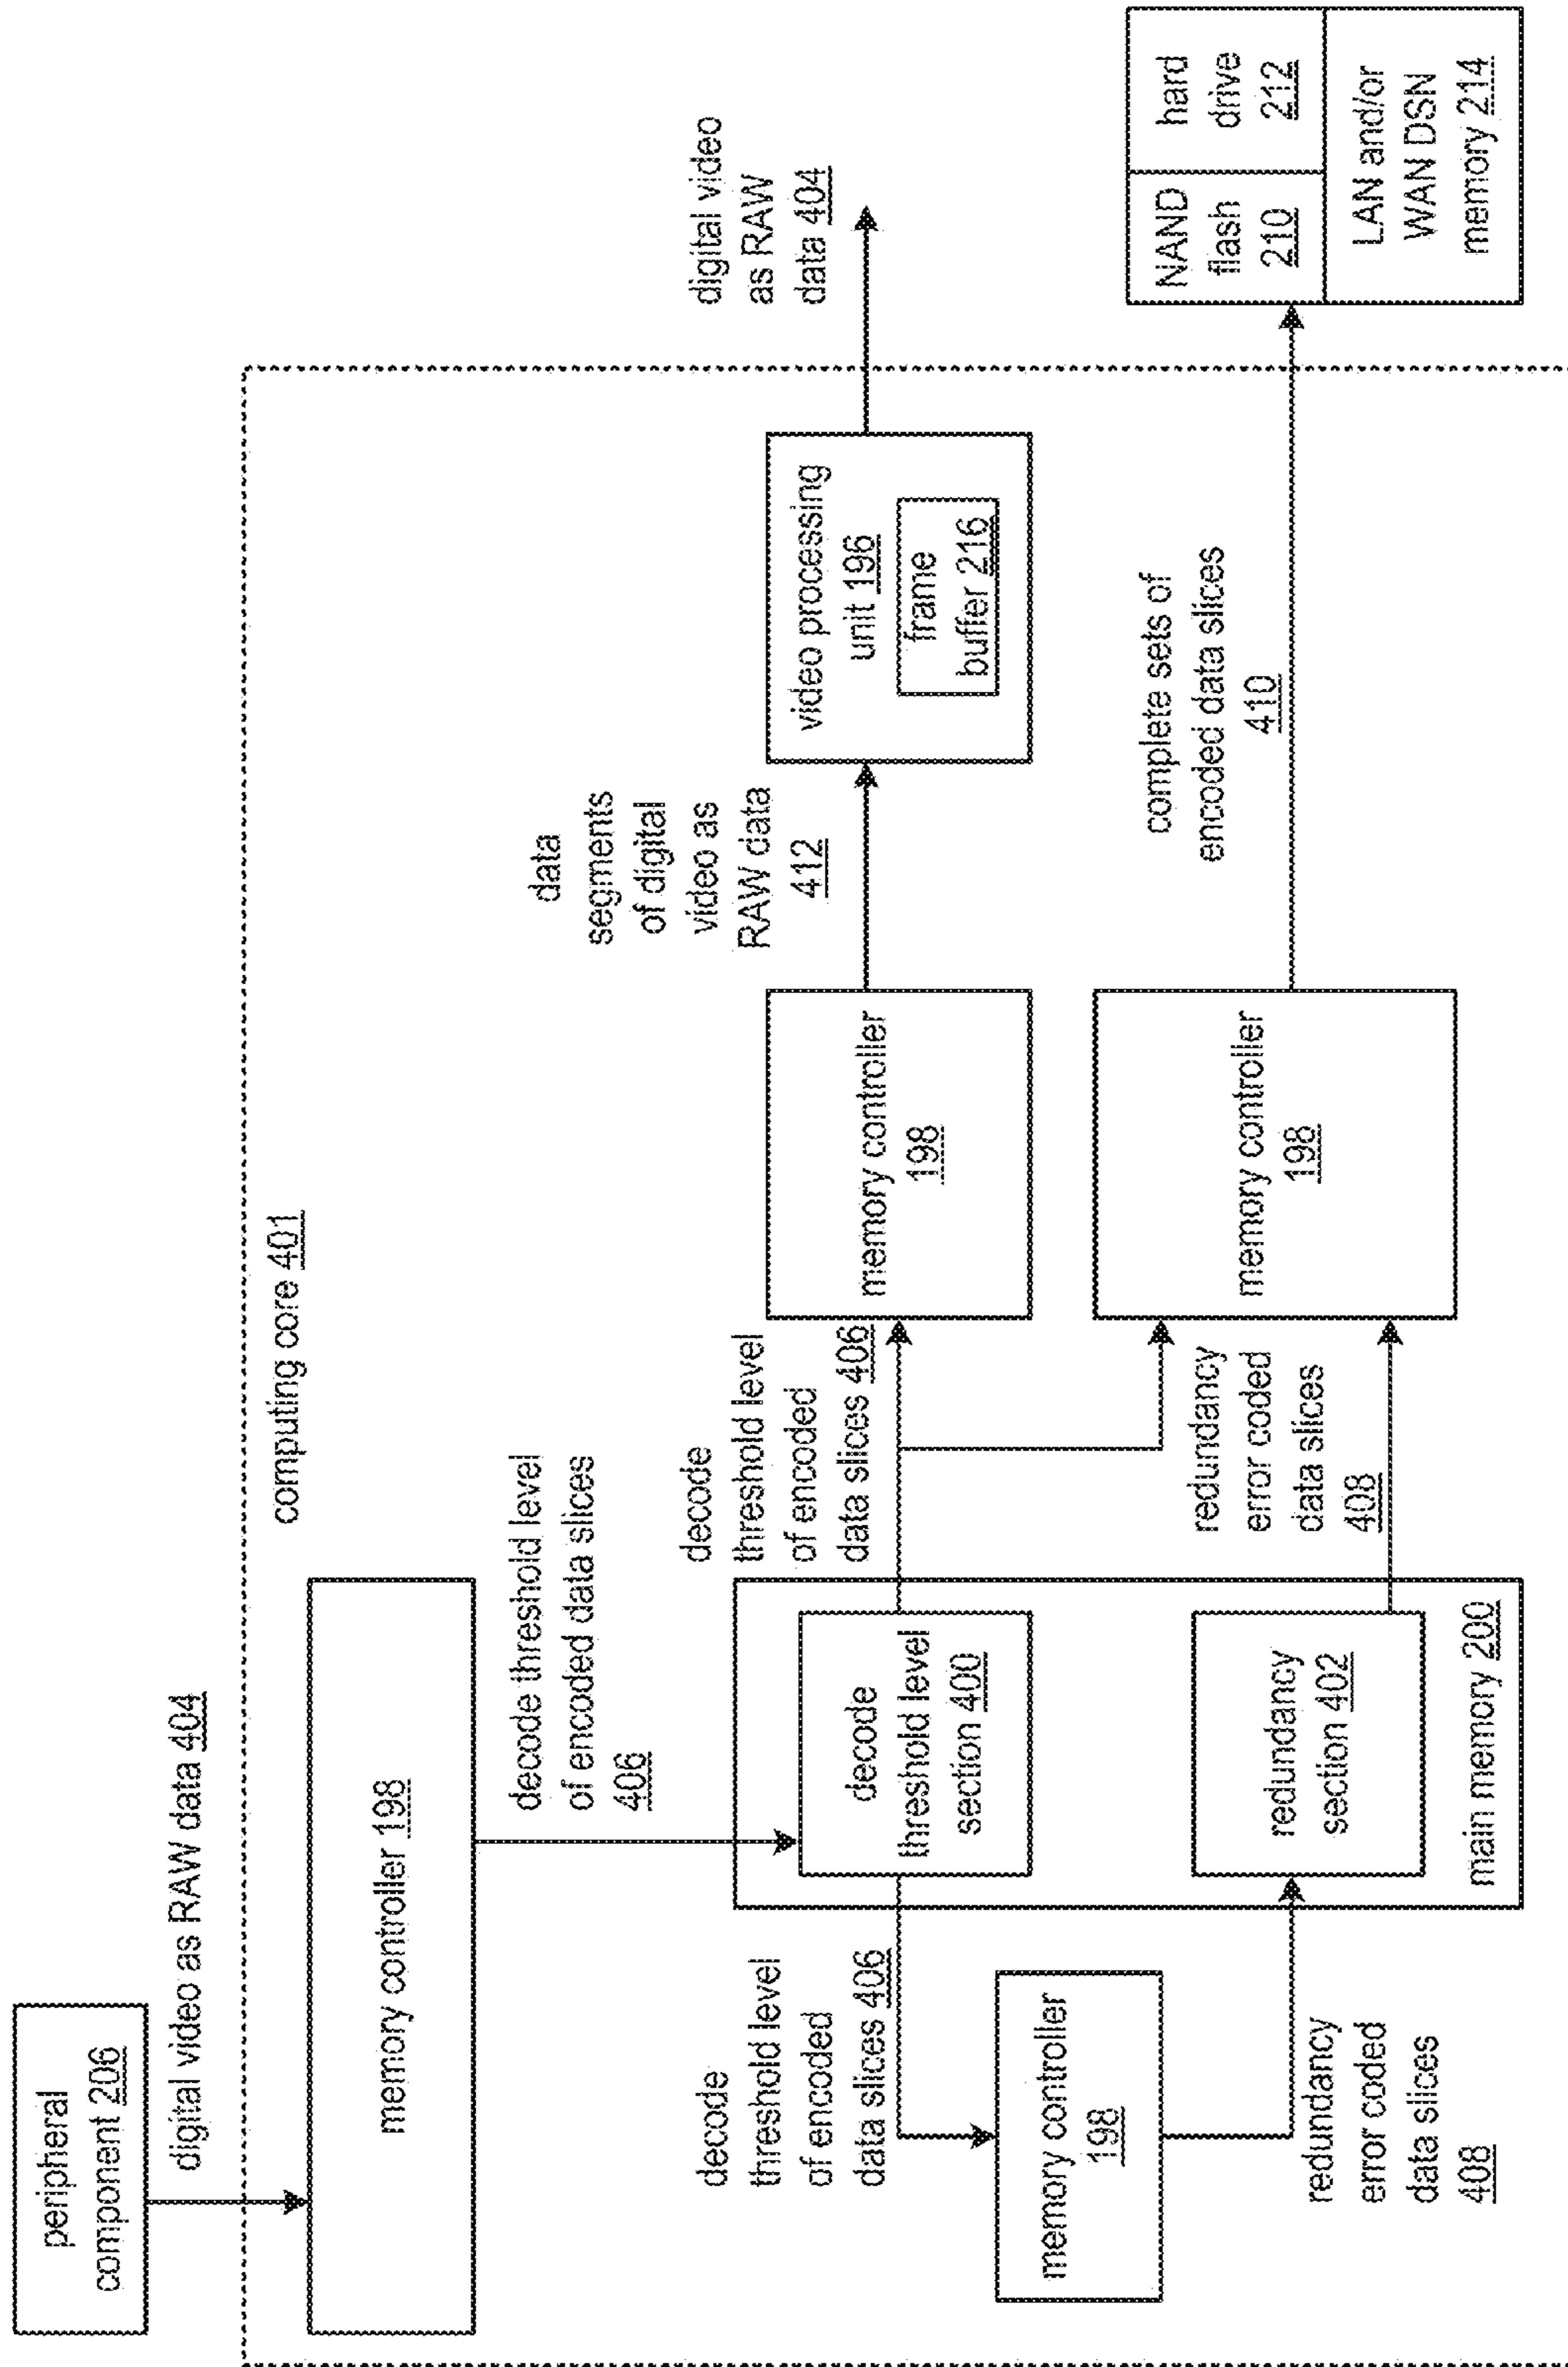 peripheral
component 206
digital video as RAW data 404
computing core 401
memory controller 198
decode threshold level
of encoded data slices
406
decode
threshold level
of encoded
data slices 406
memory controller
198
redundancy
error coded
data slices
408
decode
threshold level
section 400
redundancy
section 402
main memory 200
decode
threshold level
of encoded
data slices 406
redundancy
error coded
data slices
408
memory controller
198
memory controller
198
data
segments
of digital
video as
RAW data
412
video processing
unit 196
frame
buffer 216
digital video
as RAW
data 404
complete sets of
encoded data slices
410
NAND
flash
210
hard
drive
212
LAN and/or
WAN DSN
memory 214